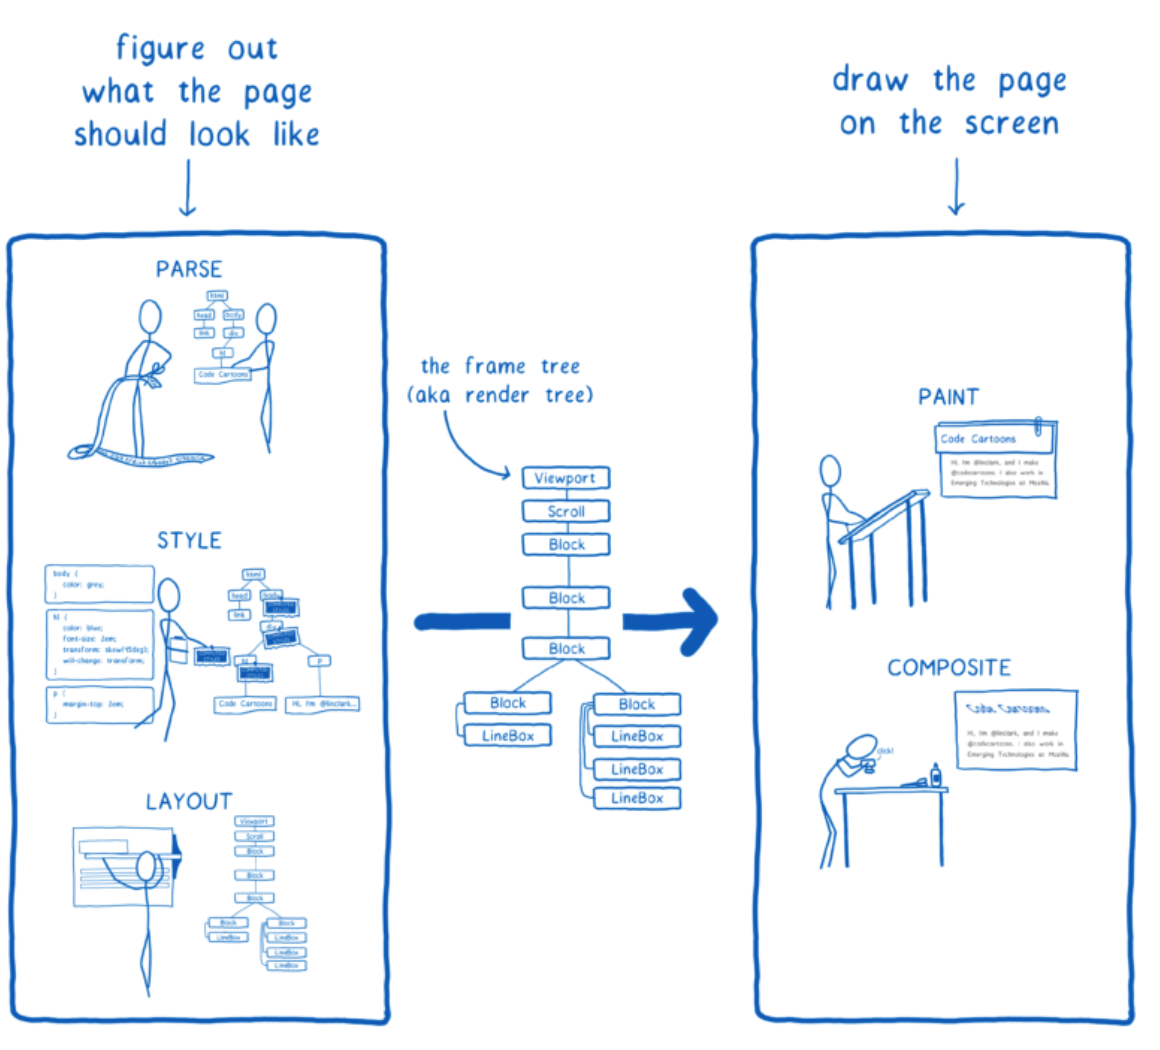 figure out
what the page
should look like
draw the page
on the screen
PARSE
html
head
body
link
div
h1
Code Cartoons
STYLE
body {
color: grey;
}
h1 {
color: blue;
font-size: 2em;
transform: skew(15deg);
will-change: transform;
}
p {
margin-top: 2em;
}
html
head
body
link
div
h1
p
Code Cartoons
Hi, I'm @linclark...
LAYOUT
Viewport
Scroll
Block
Block
Block
Block
LineBox
Block
LineBox
LineBox
LineBox
the frame tree
(aka render tree)
Viewport
Scroll
Block
Block
Block
Block
LineBox
Block
LineBox
LineBox
LineBox
PAINT
Code Cartoons
Hi, I'm @linclark, and I make
@codecartoons. I also work in
Emerging Technologies at Mozilla.
COMPOSITE
click!
Code Cartoons
Hi, I'm @linclark, and I make
@codecartoons. I also work in
Emerging Technologies at Mozilla.